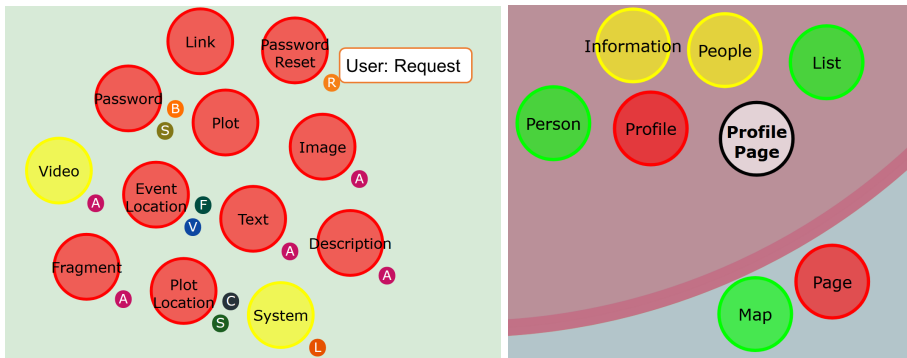 Link
Password
Reset
User: Request
R
Password
B
S
Plot
Image
A
Video
A
Event
Location
F
V
Text
A
Description
A
Fragment
A
Plot
Location
C
S
System
L
Information
People
List
Person
Profile
Profile
Page
Page
Map